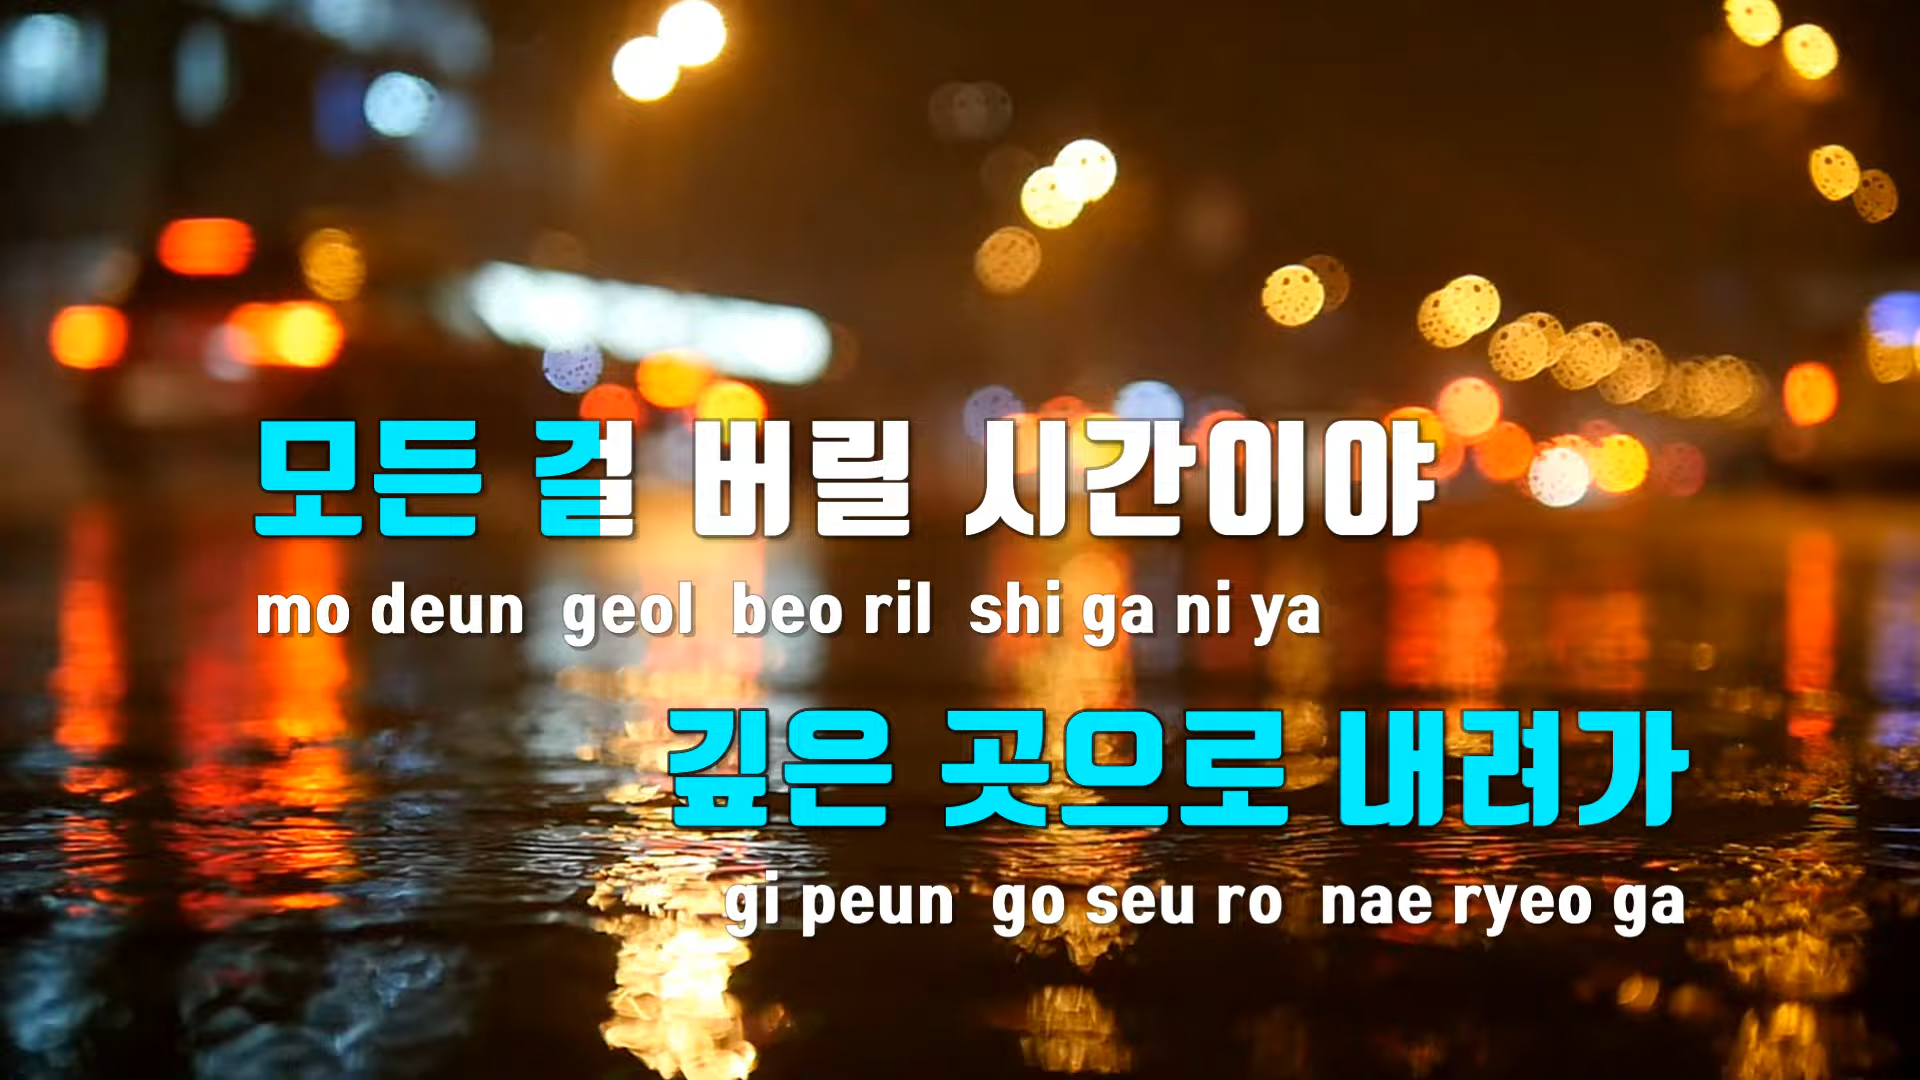 모든 걸 버릴 시간이야
mo deun geol beo ril shi ga ni ya
깊은 곳으로 내려가
gi peun go seu ro nae ryeo ga